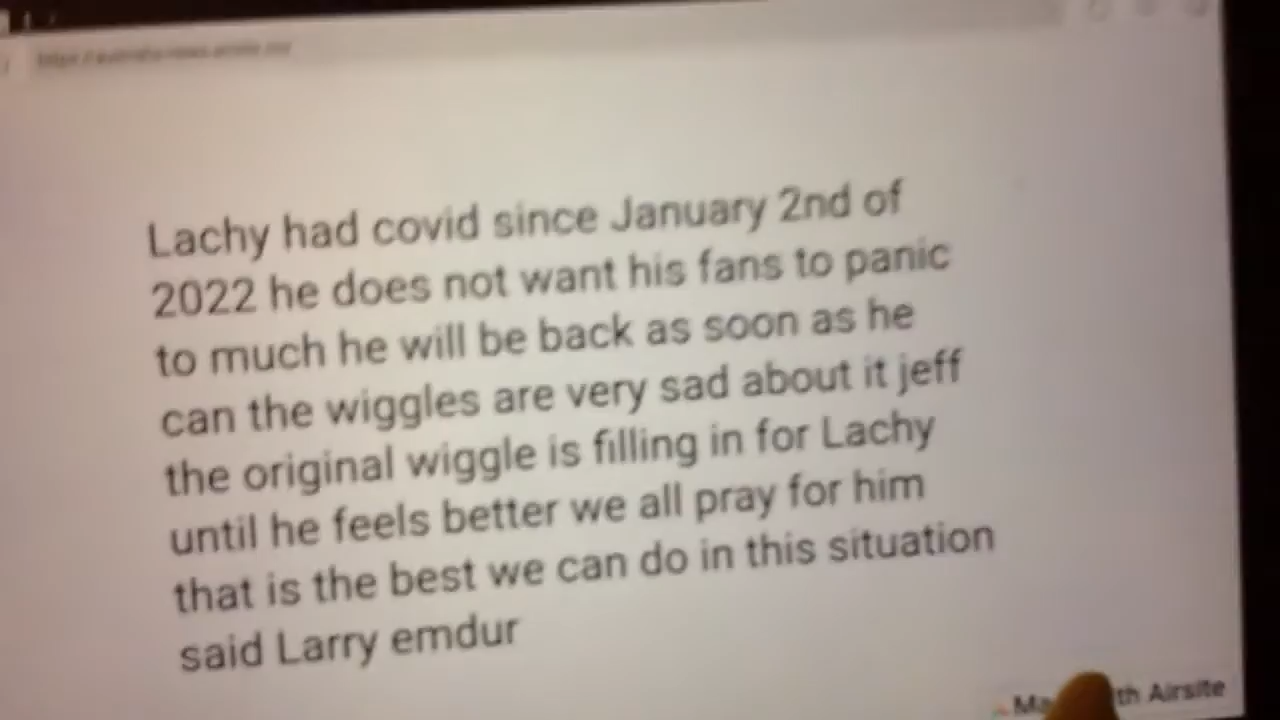 Lachy had covid since January 2nd of
2022 he does not want his fans to panic
to much he will be back as soon as he
can the wiggles are very sad about it jeff
the original wiggle is filling in for Lachy
until he feels better we all pray for him
that is the best we can do in this situation
said Larry emdur
Airsite